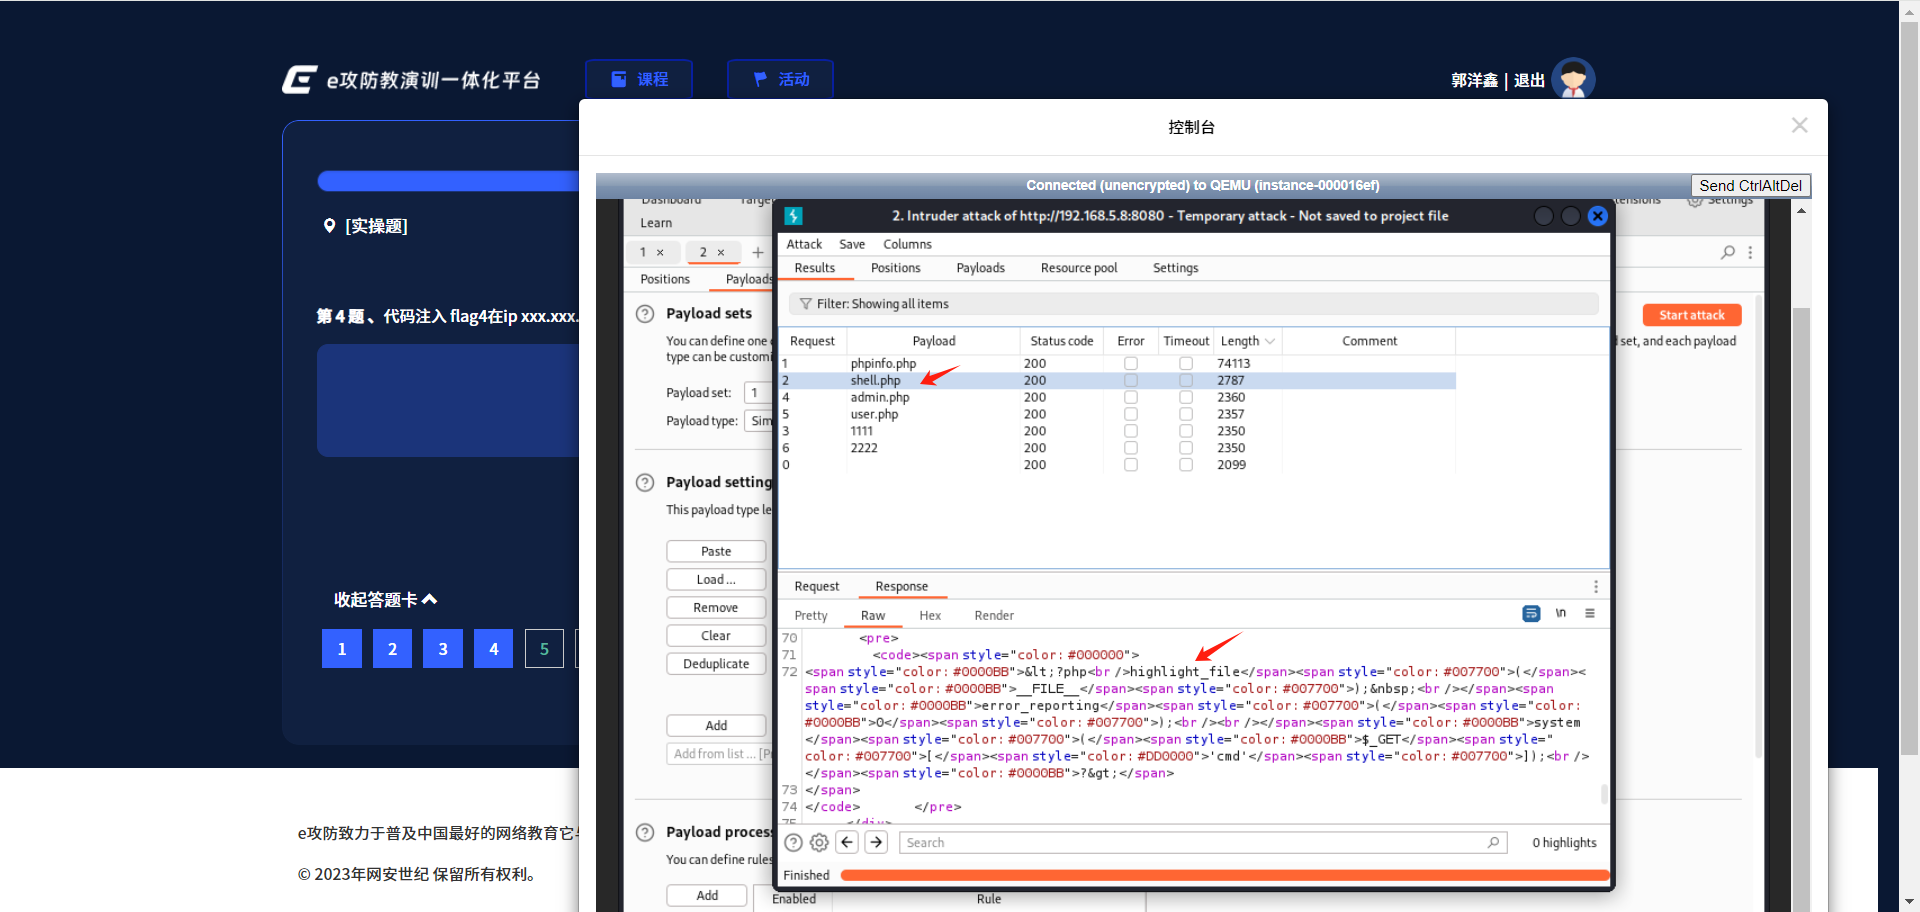 e攻防教演训一体化平台
课程
活动
郭洋鑫 | 退出
[实操题]
第 4 题 、代码注入 flag4在ip xxx.xxx.
收起答题卡
1
2
3
4
5
e攻防致力于普及中国最好的网络教育它
© 2023年网安世纪 保留所有权利。
控制台
Connected (unencrypted) to QEMU (instance-000016ef)
Send CtrlAltDel
Dashboard
Learn
Settings
1 ×
2 ×
+
Positions
Payloads
Payload sets
You can define one
type can be customi
Payload set:
1
Payload type:
Sim
Start attack
set, and each payload
Payload setting
This payload type le
Paste
Load ...
Remove
Clear
Deduplicate
Add
Add from list ... [P
Payload proces
You can define rules
Add
Enabled
Rule
2. Intruder attack of http://192.168.5.8:8080 - Temporary attack - Not saved to project file
Attack
Save
Columns
Results
Positions
Payloads
Resource pool
Settings
Filter: Showing all items
Request Payload Status code Error Timeout Length Comment
1 phpinfo.php 200 74113
2 shell.php 200 2787
4 admin.php 200 2360
5 user.php 200 2357
3 1111 200 2350
6 2222 200 2350
0 200 2099
Request
Response
Pretty
Raw
Hex
Render
\n
70 <pre>
71 <code><span style="color: #000000">
72 <span style="color: #0000BB">&lt;?php<br />highlight_file</span><span style="color: #007700">(</span><
span style="color: #0000BB">__FILE__</span><span style="color: #007700">);&nbsp;<br /></span><span
style="color: #0000BB">error_reporting</span><span style="color: #007700">(</span><span style="color:
#0000BB">0</span><span style="color: #007700">);<br /><br /></span><span style="color: #0000BB">system
</span><span style="color: #007700">(</span><span style="color: #0000BB">$_GET</span><span style="
color: #007700">[</span><span style="color: #DD0000">'cmd'</span><span style="color: #007700">]);<br />
</span><span style="color: #0000BB">?&gt;</span>
73 </span>
74 </code> </pre>
75 </div>
Search
0 highlights
Finished